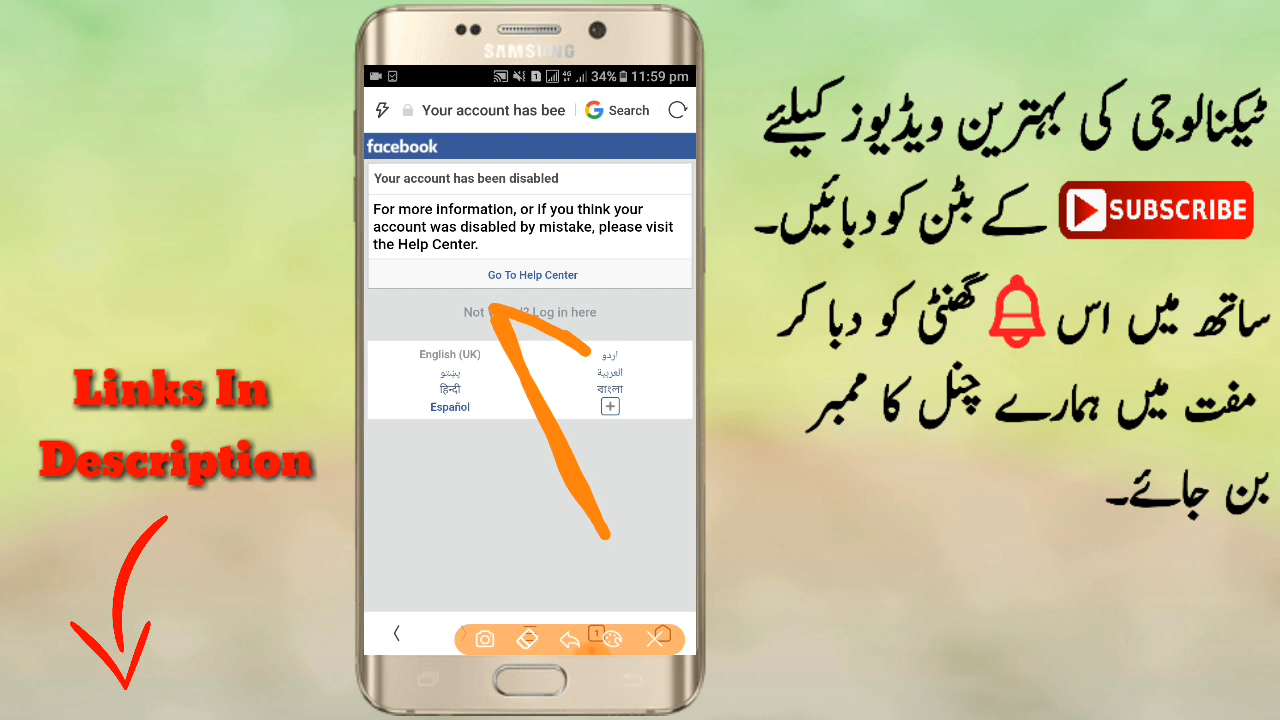 SAMSUNG
34% 11:59 pm
Your account has bee
Search
facebook
Your account has been disabled
For more information, or if you think your
account was disabled by mistake, please visit
the Help Center.
Go To Help Center
Not Log in here
English (UK)
اردو
پښتو
العربية
हिन्दी
বাংলা
Español
1
Links In
Description
ٹیکنالوجی کی بہترین ویڈیوز کیلئے
SUBSCRIBE کے بٹن کو دبائیں۔
ساتھ میں اس گھنٹی کو دبا کر
مفت میں ہمارے چنل کا ممبر
بن جائے۔